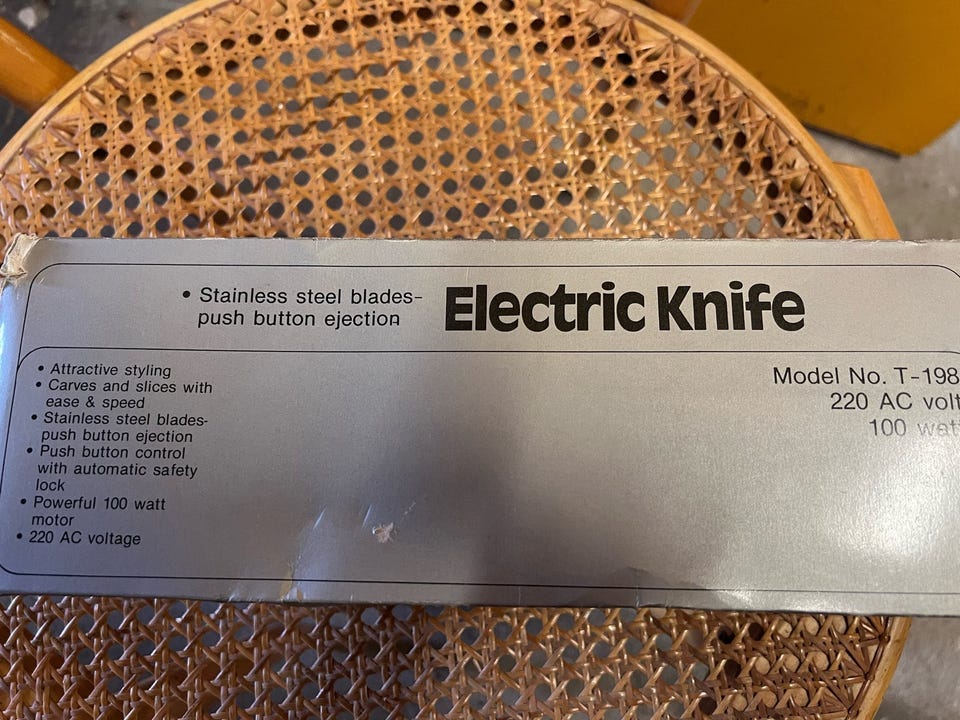 • Stainless steel blades-
push button ejection
Electric Knife
• Attractive styling
• Carves and slices with
ease & speed
• Stainless steel blades-
push button ejection
• Push button control
with automatic safety
lock
• Powerful 100 watt
motor
• 220 AC voltage
Model No. T-198
220 AC volt
100 watt